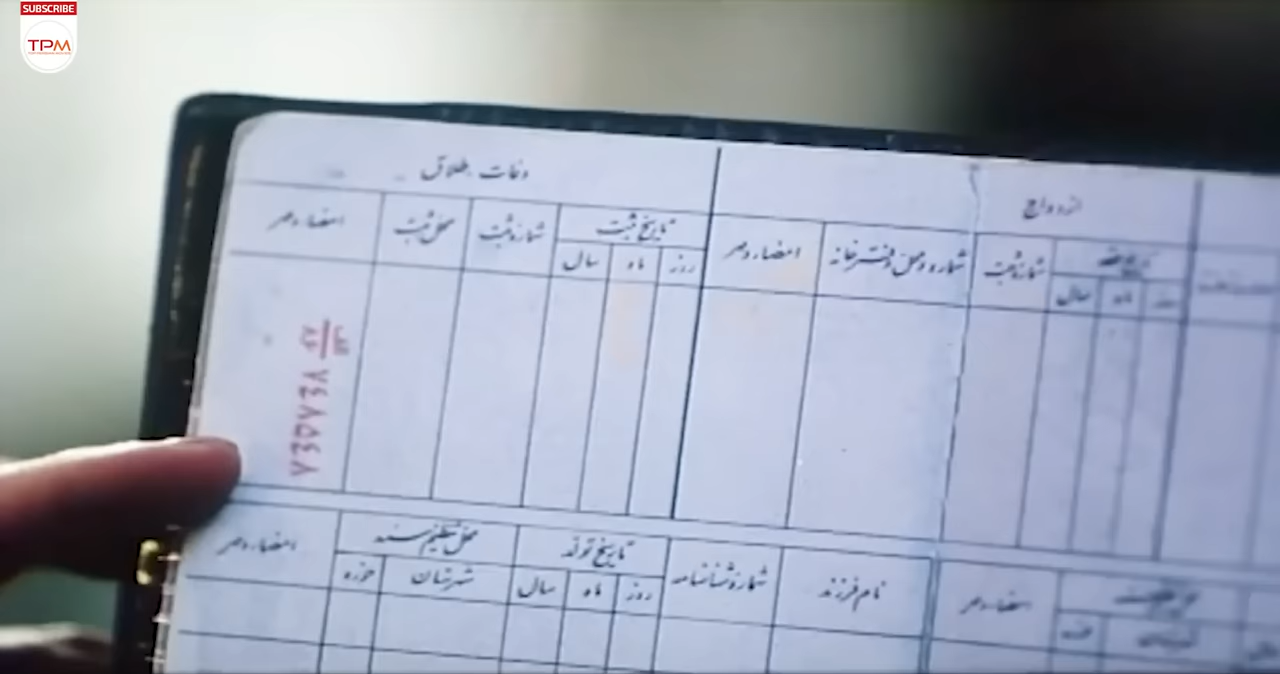 SUBSCRIBE
TPM
ازدواج
وفات یا طلاق
شماره ثبت
شماره و محل دفترخانه
امضاء و مهر
تاریخ ثبت
شماره ثبت
محل ثبت
امضاء و مهر
سال
ماه
روز
ماه
سال
امضاء و مهر
نام فرزند
شماره شناسنامه
تاریخ تولد
محل تنظیم سند
امضاء و مهر
روز
ماه
سال
شهرستان
حوزه